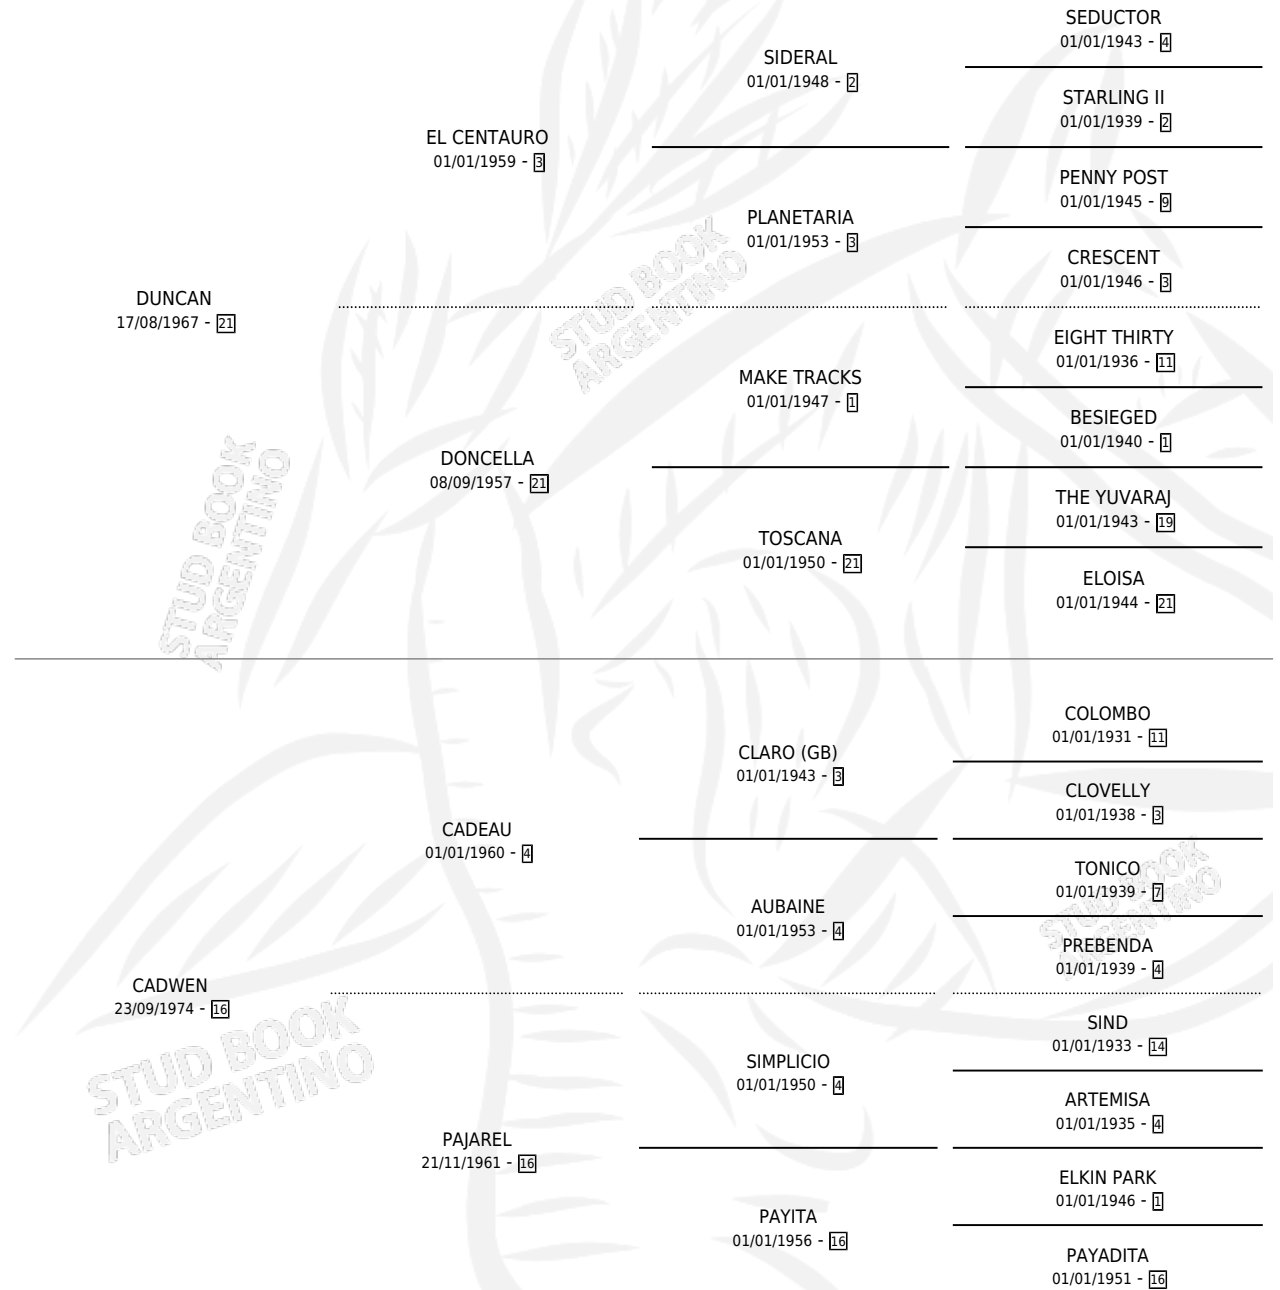 SEDUCTOR
01/01/1943 - 4
SIDERAL
01/01/1948 - 2
STARLING II
01/01/1939 - 2
EL CENTAURO
01/01/1959 - 3
PENNY POST
01/01/1945 - 9
PLANETARIA
01/01/1953 - 3
CRESCENT
01/01/1946 - 3
DUNCAN
17/08/1967 - 21
EIGHT THIRTY
01/01/1936 - 11
MAKE TRACKS
01/01/1947 - 1
BESIEGED
01/01/1940 - 1
DONCELLA
08/09/1957 - 21
THE YUVARAJ
01/01/1943 - 19
TOSCANA
01/01/1950 - 21
ELOISA
01/01/1944 - 21
COLOMBO
01/01/1931 - 11
CLARO (GB)
01/01/1943 - 3
CLOVELLY
01/01/1938 - 3
CADEAU
01/01/1960 - 4
TONICO
01/01/1939 - 7
AUBAINE
01/01/1953 - 4
PREBENDA
01/01/1939 - 4
CADWEN
23/09/1974 - 16
SIND
01/01/1933 - 14
SIMPLICIO
01/01/1950 - 4
ARTEMISA
01/01/1935 - 4
PAJAREL
21/11/1961 - 16
ELKIN PARK
01/01/1946 - 1
PAYITA
01/01/1956 - 16
PAYADITA
01/01/1951 - 16
STUD BOOK
ARGENTINO
STUD BOOK
ARGENTINO
STUD BOOK
ARGENTINO
STUD BOOK
ARGENTINO